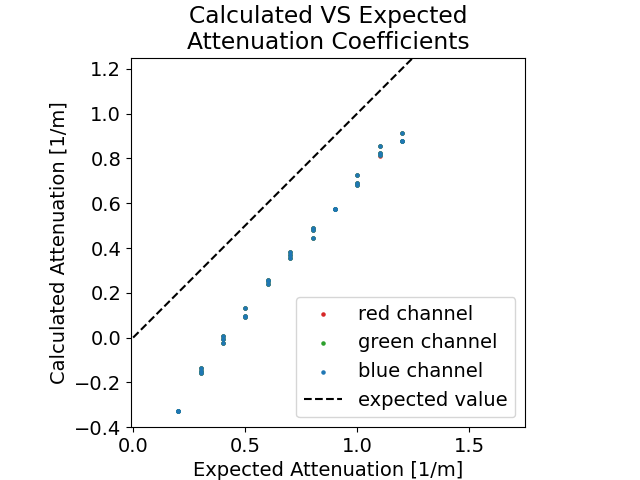 Calculated VS Expected
Attenuation Coefficients
Calculated Attenuation [1/m]
1.2
1.0
0.8
0.6
0.4
0.2
0.0
−0.2
−0.4
red channel
green channel
blue channel
expected value
0.0 0.5 1.0 1.5
Expected Attenuation [1/m]